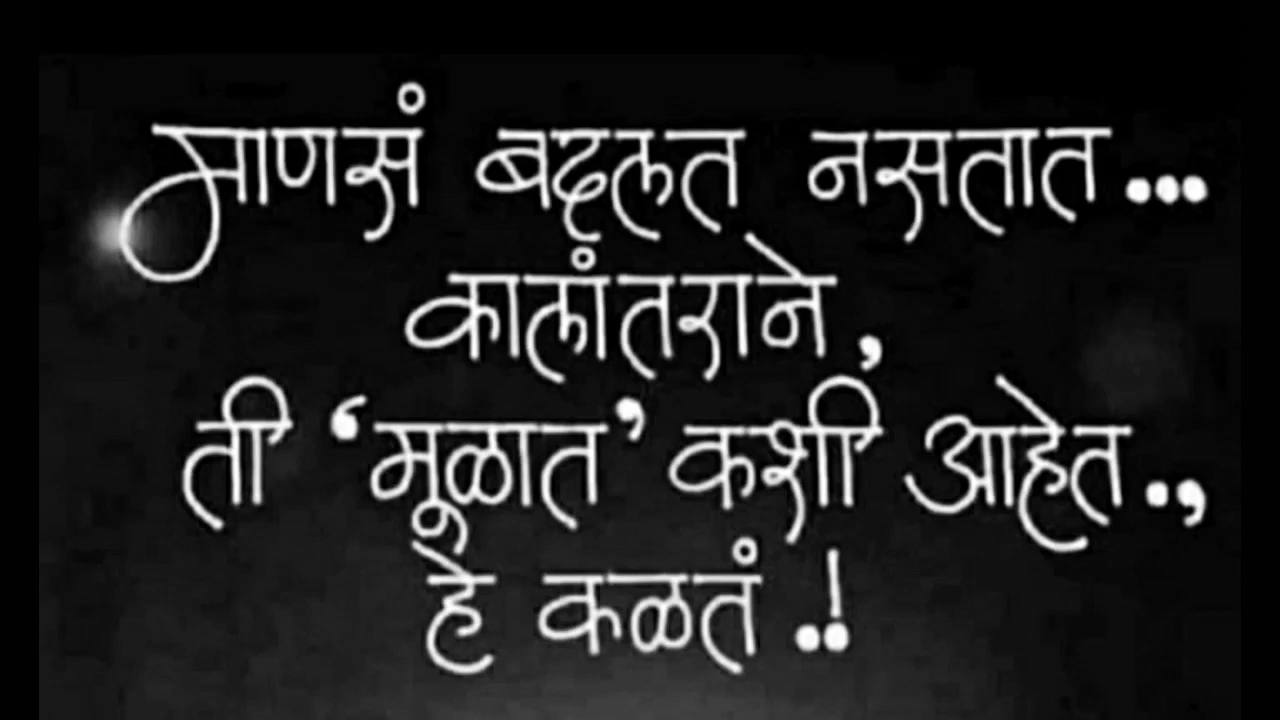 माणसं बदलत नसतात...
कालांतराने,
ती ‘मूळात’ कशी आहेत.,
हे कळतं .!